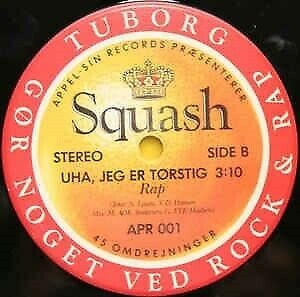 TUBORG
GØR NOGET VED ROCK & RAP
APPEL SIN RECORDS PRÆSENTERER
Squash
STEREO SIDE B
UHA, JEG ER TØRSTIG 3:10
Rap
APR 001
45 OMDREJNINGER